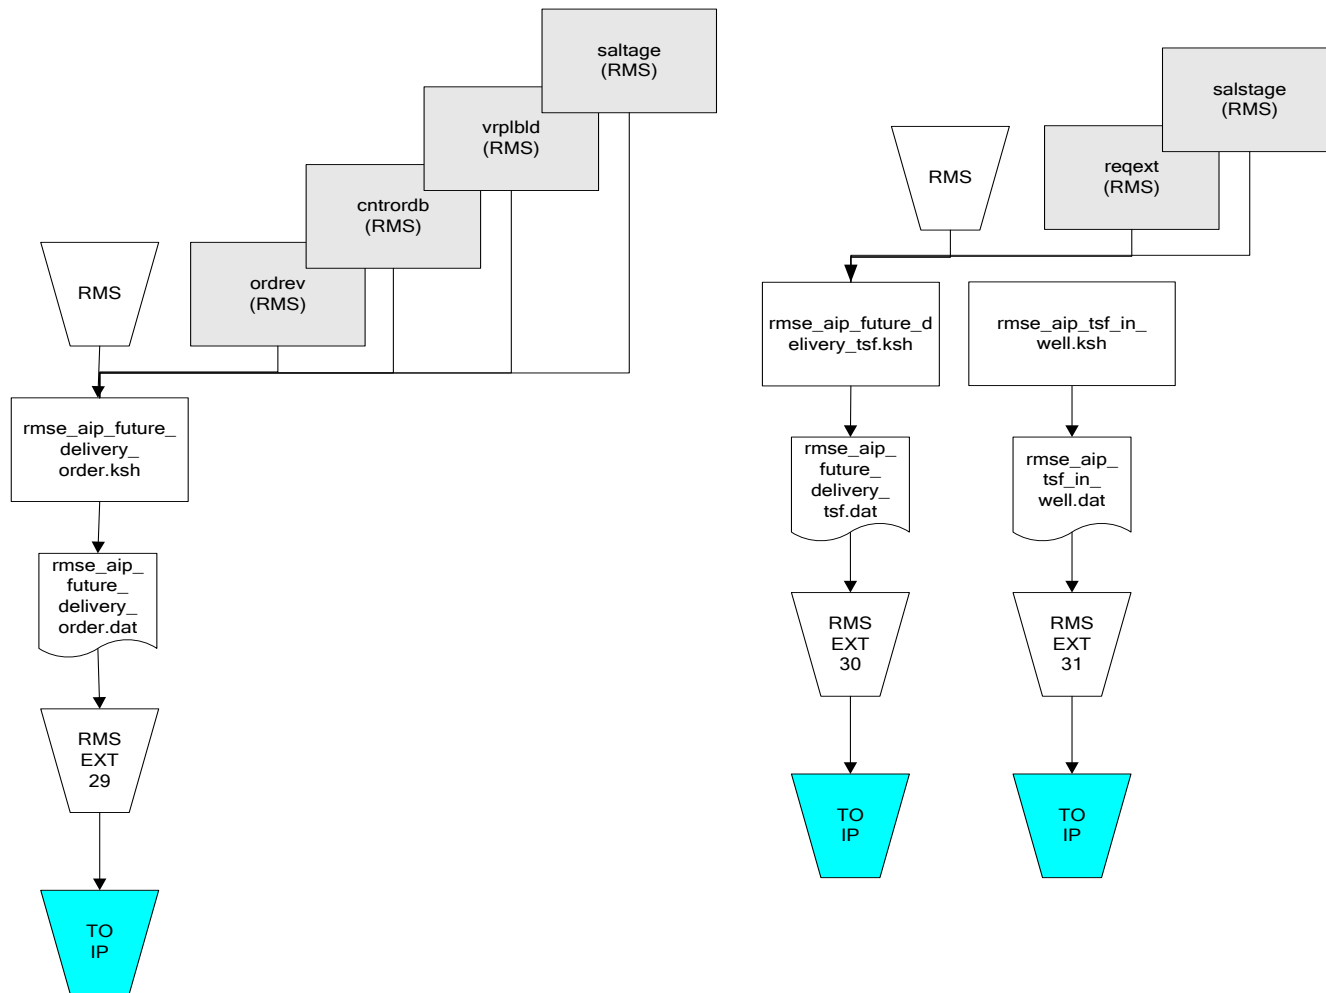 saltage
(RMS)
vrplbld
(RMS)
cntrordb
(RMS)
ordrev
(RMS)
RMS
rmse_aip_future_
delivery_
order.ksh
rmse_aip_
future_
delivery_
order.dat
RMS
EXT
29
TO
IP
salstage
(RMS)
reqext
(RMS)
RMS
rmse_aip_future_d
elivery_tsf.ksh
rmse_aip_
future_
delivery_
tsf.dat
RMS
EXT
30
TO
IP
rmse_aip_tsf_in_
well.ksh
rmse_aip_
tsf_in_
well.dat
RMS
EXT
31
TO
IP